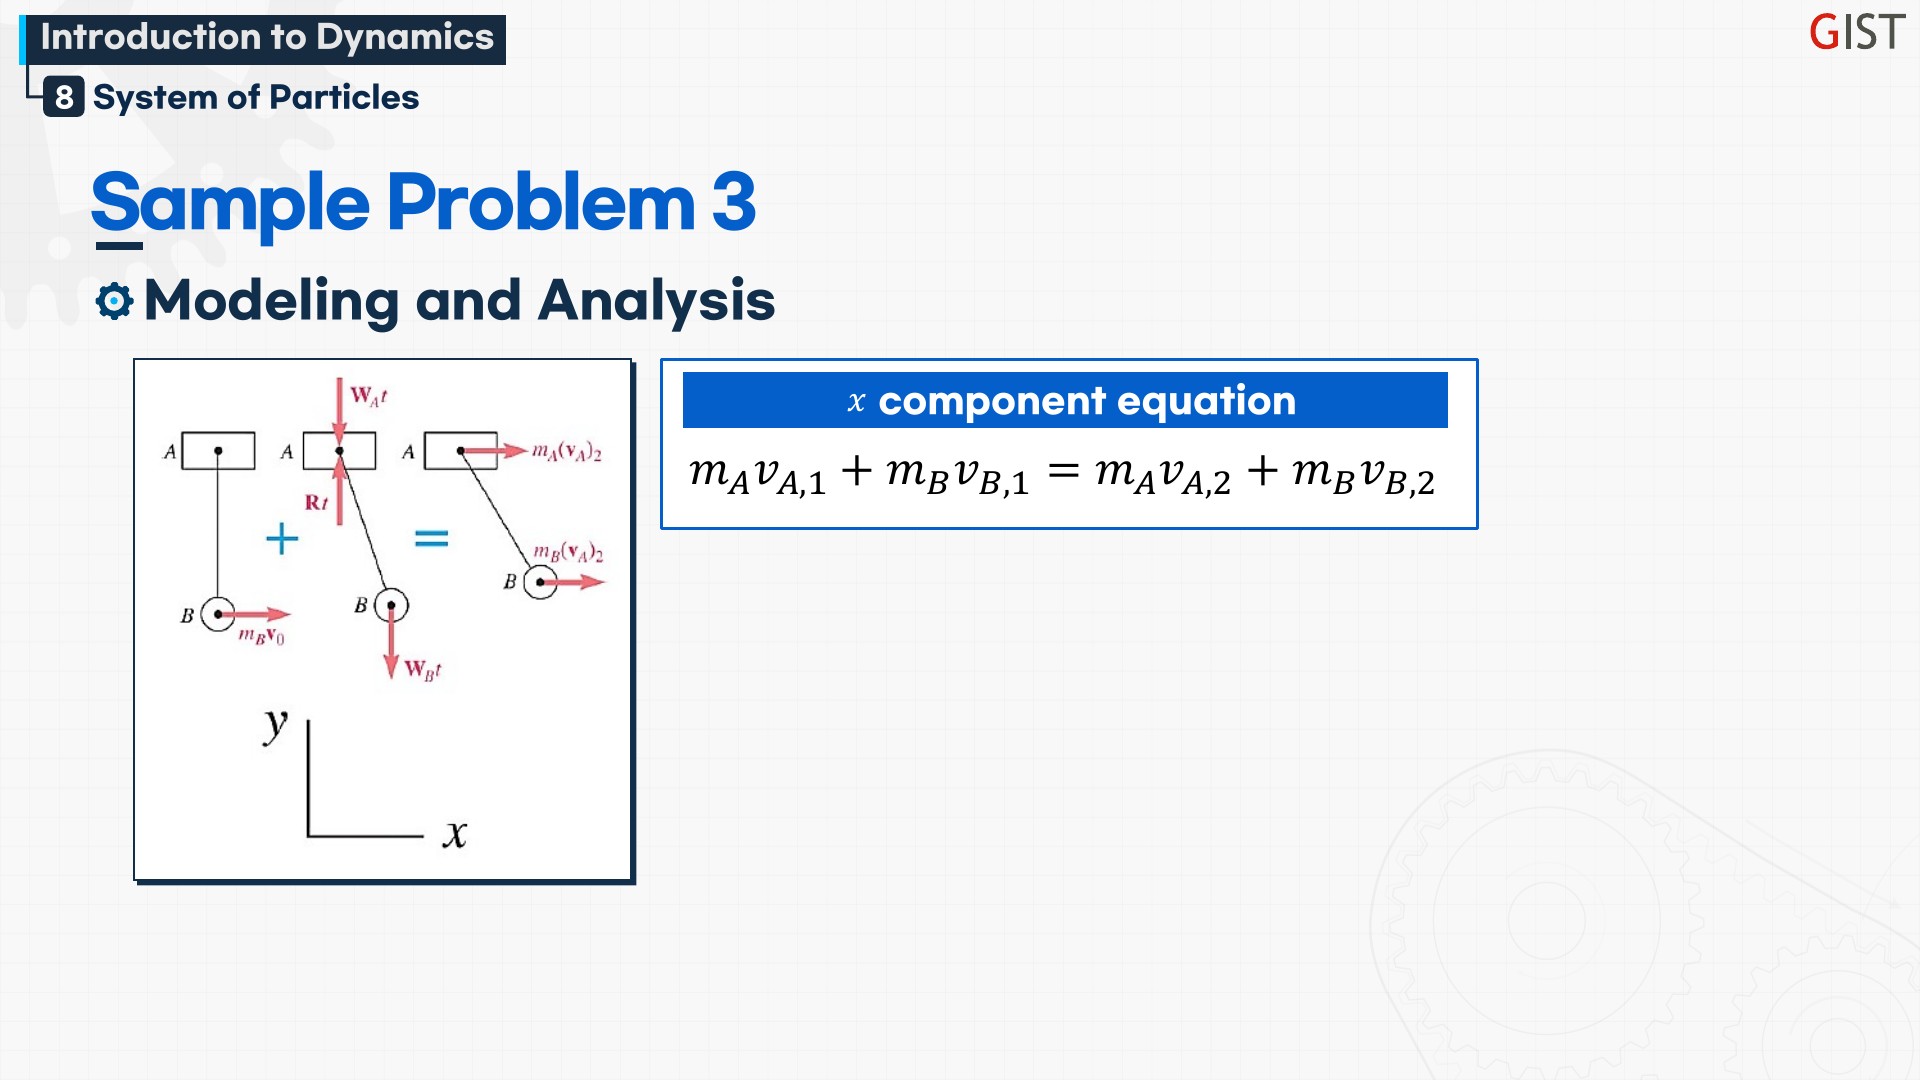 Introduction to Dynamics
GIST
8 System of Particles
Sample Problem 3
Modeling and Analysis
W_A t
A A A m_A(v_A)_2
Rt
+ =
m_B(v_A)_2
B B B
m_B v_0
W_B t
y
x
x component equation
m_A v_{A,1} + m_B v_{B,1} = m_A v_{A,2} + m_B v_{B,2}